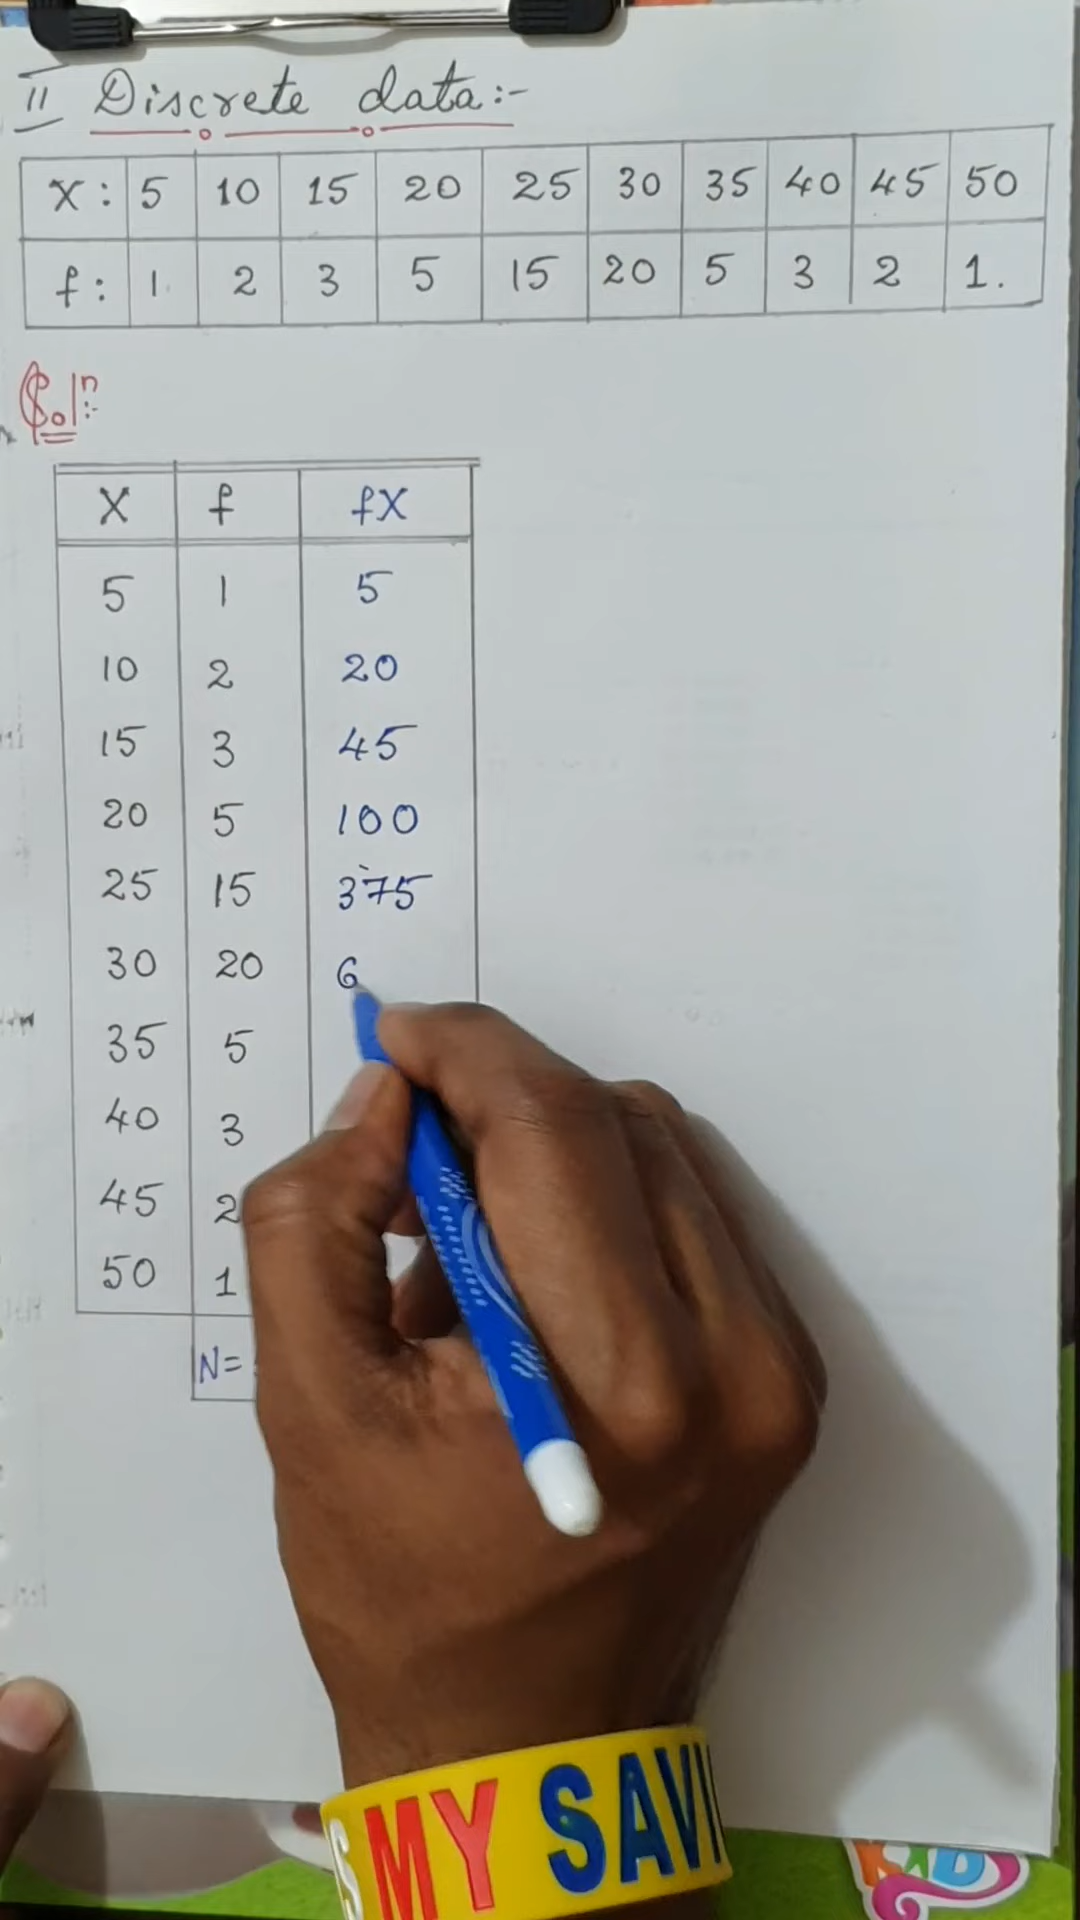 II Discrete data:-
X: 5 10 15 20 25 30 35 40 45 50
f: 1 2 3 5 15 20 5 3 2 1.
Solⁿ:-
X f fX
5 1 5
10 2 20
15 3 45
20 5 100
25 15 375
30 20 6
35 5
40 3
45 2
50 1
N=
MY SAVI
KAD